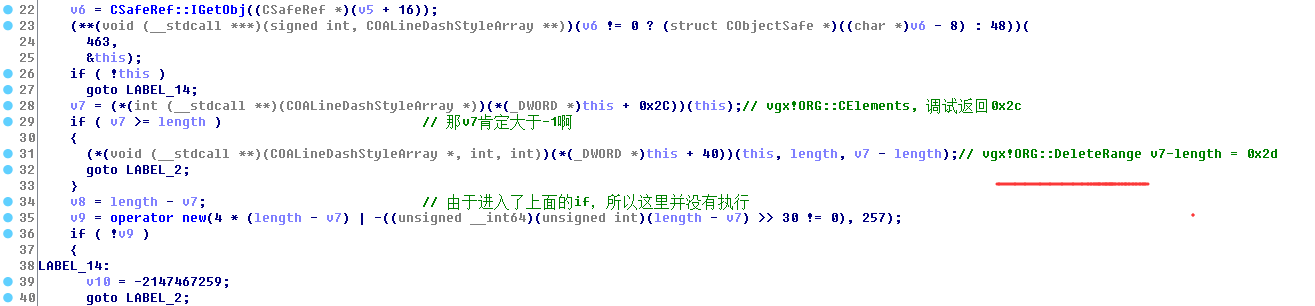 22 v6 = CSafeRef::IGetObj((CSafeRef *)(v5 + 16));
23 (**(void (__stdcall ***)(signed int, COALineDashStyleArray **))(v6 != 0 ? (struct CObjectSafe *)((char *)v6 - 8) : 48))(
24 463,
25 &this);
26 if ( !this )
27 goto LABEL_14;
28 v7 = (*(int (__stdcall **)(COALineDashStyleArray *))(*(_DWORD *)this + 0x2C))(this);// vgx!ORG::CElements, 调试返回0x2c
29 if ( v7 >= length ) // 那v7肯定大于-1啊
30 {
31 (*(void (__stdcall ***)(COALineDashStyleArray *, int, int))(*(_DWORD *)this + 40))(this, length, v7 - length);// vgx!ORG::DeleteRange v7-length = 0x2d
32 goto LABEL_2;
33 }
34 v8 = length - v7; // 由于进入了上面的if, 所以这里并没有执行
35 v9 = operator new(4 * (length - v7) | -((unsigned __int64)(unsigned int)(length - v7) >> 30 != 0), 257);
36 if ( !v9 )
37 {
38 LABEL_14:
39 v10 = -2147467259;
40 goto LABEL_2;